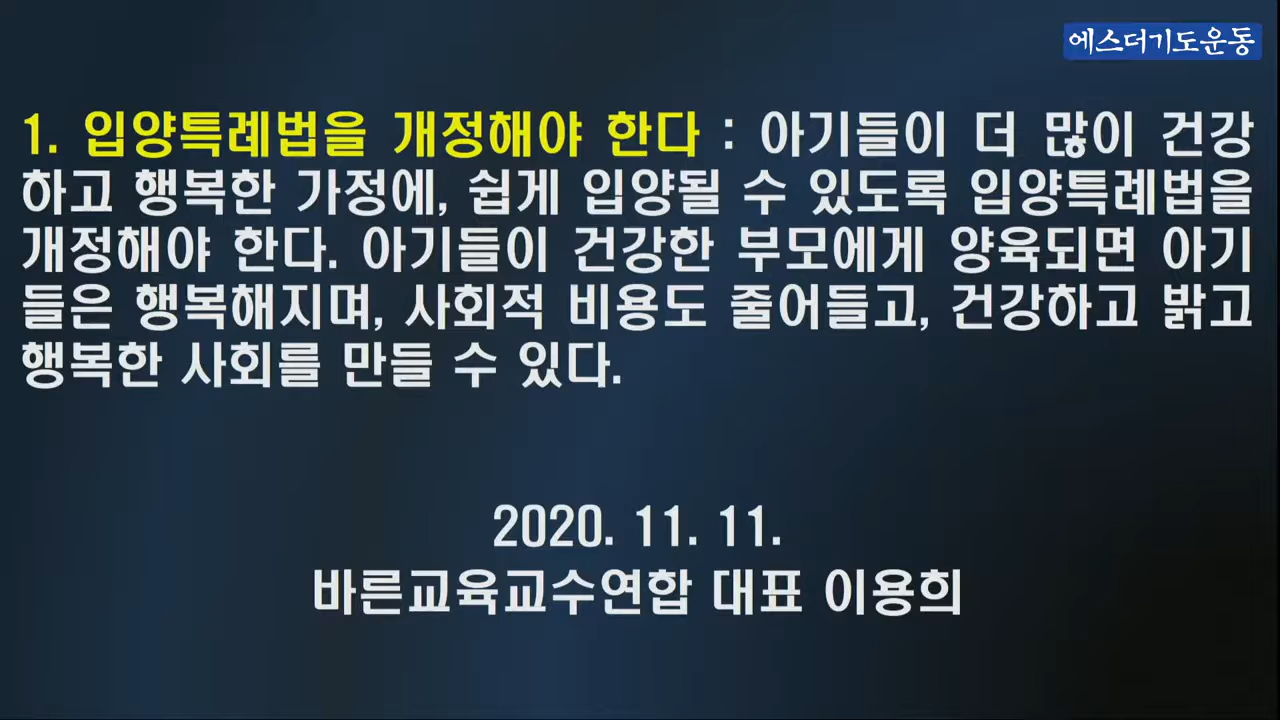 에스더기도운동
1. 입양특례법을 개정해야 한다 : 아기들이 더 많이 건강
하고 행복한 가정에, 쉽게 입양될 수 있도록 입양특례법을
개정해야 한다. 아기들이 건강한 부모에게 양육되면 아기
들은 행복해지며, 사회적 비용도 줄어들고, 건강하고 밝고
행복한 사회를 만들 수 있다.
2020. 11. 11.
바른교육교수연합 대표 이용희